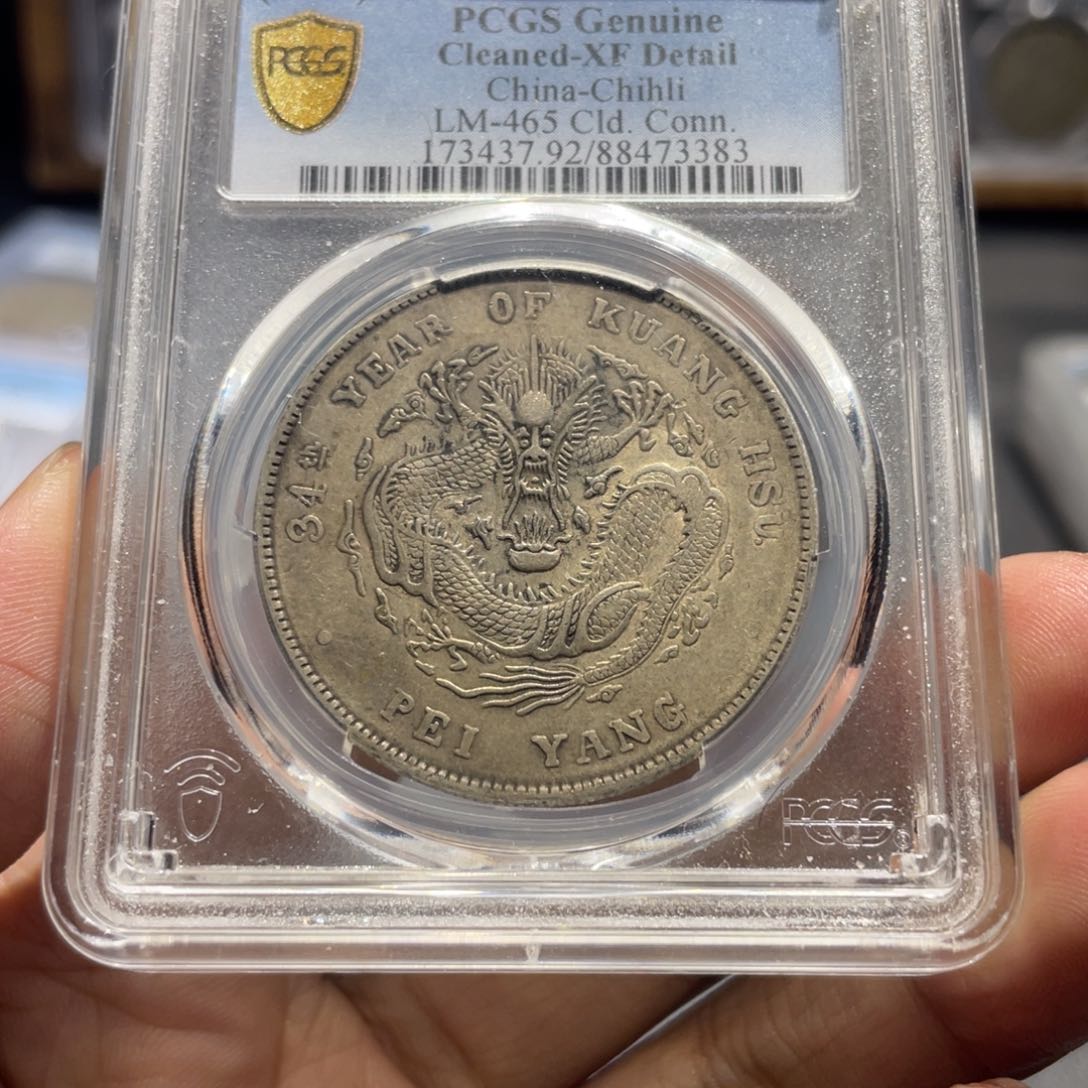 PCGS
PCGS Genuine
Cleaned-XF Detail
China-Chihli
LM-465 Cld. Conn.
173437.92/88473383
34TH YEAR OF KUANG HSU.
PEI YANG
PCGS